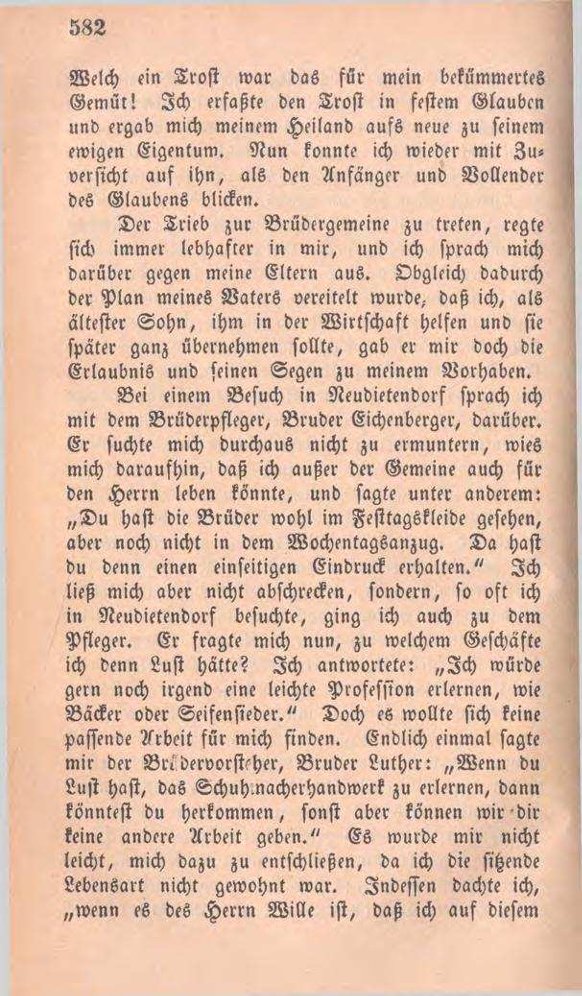 582
Welch ein Trost war das für mein bekümmertes
Gemüt! Ich erfaßte den Trost in festem Glauben
und ergab mich meinem Heiland aufs neue zu seinem
ewigen Eigentum. Nun konnte ich wieder mit Zu-
versicht auf ihn, als den Anfänger und Vollender
des Glaubens blicken.
Der Trieb zur Brüdergemeine zu treten, regte
sich immer lebhafter in mir, und ich sprach mich
darüber gegen meine Eltern aus. Obgleich dadurch
der Plan meines Vaters vereitelt wurde, daß ich, als
ältester Sohn, ihm in der Wirtschaft helfen und sie
später ganz übernehmen sollte, gab er mir doch die
Erlaubnis und seinen Segen zu meinem Vorhaben.
Bei einem Besuch in Neudietendorf sprach ich
mit dem Brüderpfleger, Bruder Eichenberger, darüber.
Er suchte mich durchaus nicht zu ermuntern, wies
mich daraufhin, daß ich außer der Gemeine auch für
den Herrn leben könnte, und sagte unter anderem:
„Du hast die Brüder wohl im Festtagskleide gesehen,
aber noch nicht in dem Wochentagsanzug. Da hast
du denn einen einseitigen Eindruck erhalten.“ Ich
ließ mich aber nicht abschrecken, sondern, so oft ich
in Neudietendorf besuchte, ging ich auch zu dem
Pfleger. Er fragte mich nun, zu welchem Geschäfte
ich denn Lust hätte? Ich antwortete: „Ich würde
gern noch irgend eine leichte Profession erlernen, wie
Bäcker oder Seifensieder.“ Doch es wollte sich keine
passende Arbeit für mich finden. Endlich einmal sagte
mir der Brüdervorsteher, Bruder Luther: „Wenn du
Lust hast, das Schuhmacherhandwerk zu erlernen, dann
könntest du herkommen, sonst aber können wir dir
keine andere Arbeit geben.“ Es wurde mir nicht
leicht, mich dazu zu entschließen, da ich die sitzende
Lebensart nicht gewohnt war. Indessen dachte ich,
„wenn es des Herrn Wille ist, daß ich auf diesem